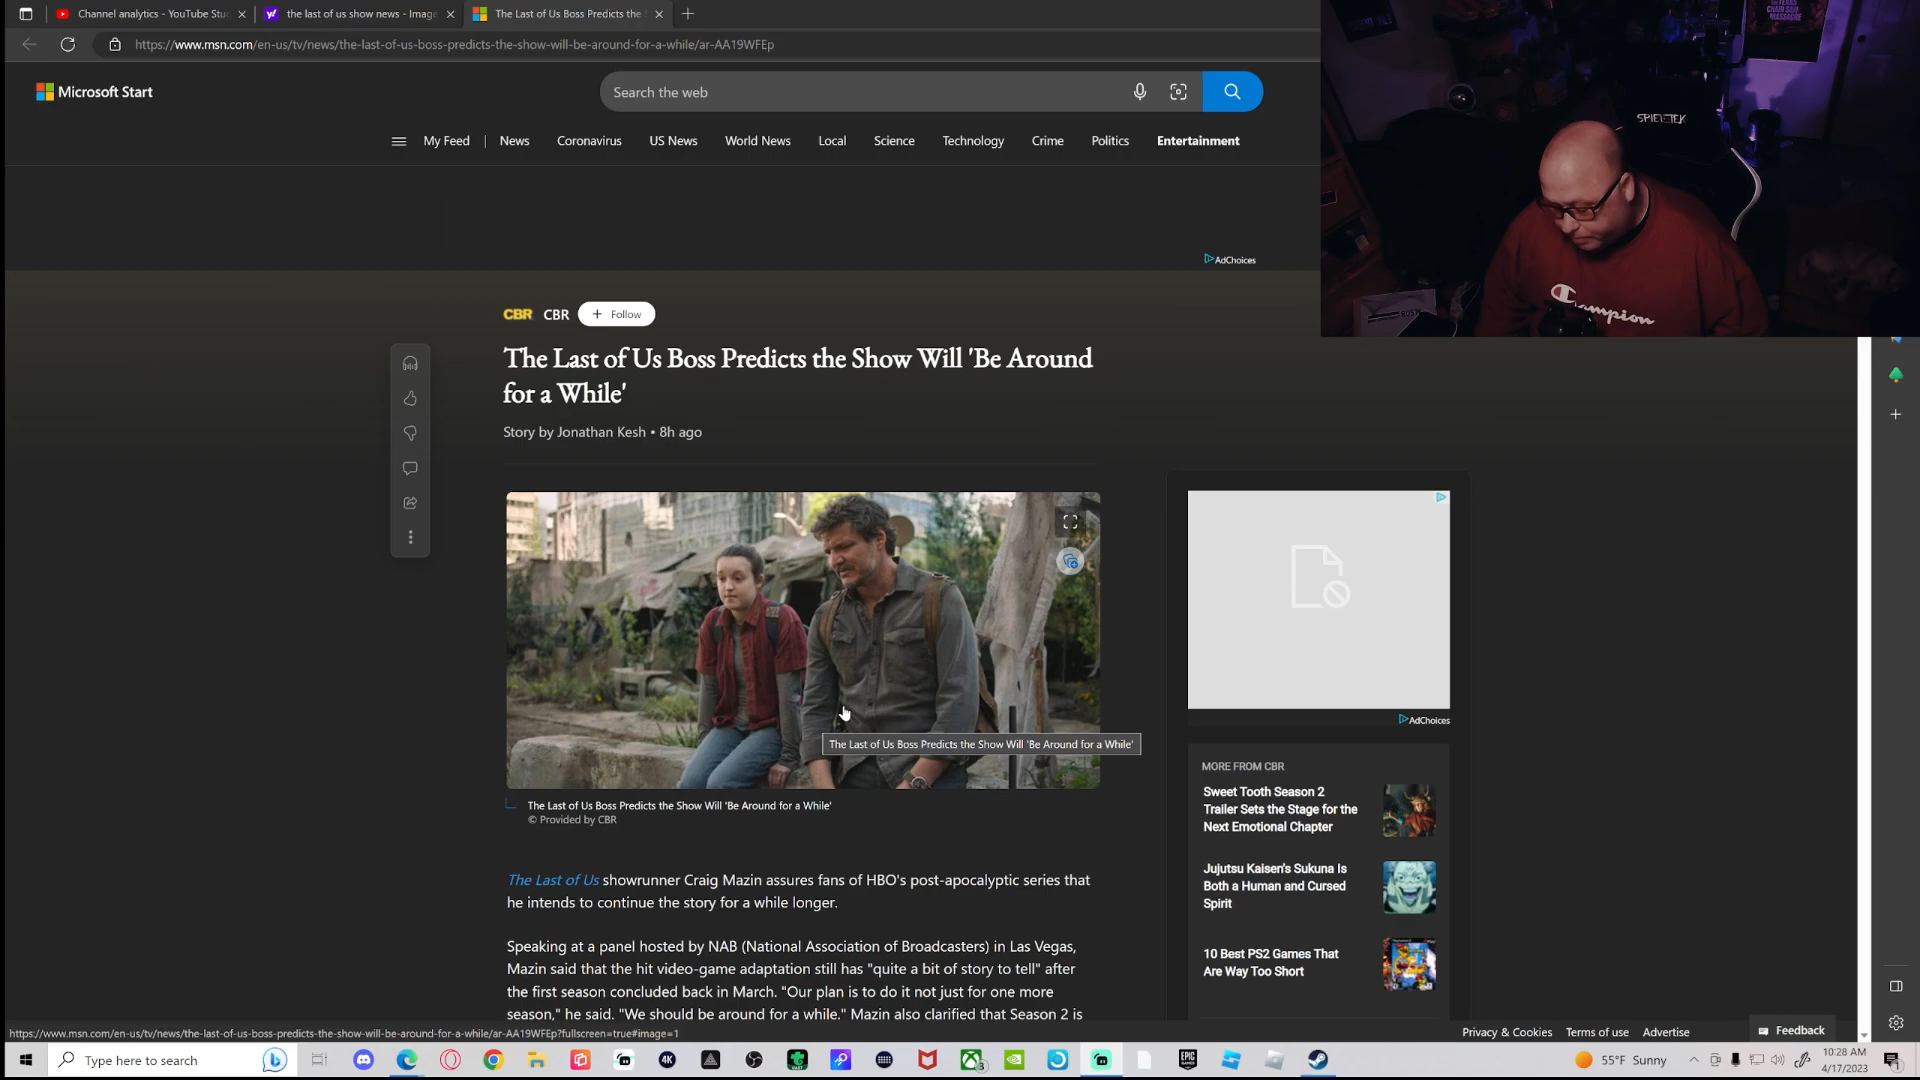 Channel analytics - YouTube Stu
the last of us show news - Image
The Last of Us Boss Predicts the
https://www.msn.com/en-us/tv/news/the-last-of-us-boss-predicts-the-show-will-be-around-for-a-while/ar-AA19WFEp
Microsoft Start
Search the web
My Feed
News
Coronavirus
US News
World News
Local
Science
Technology
Crime
Politics
Entertainment
SPIELTEK
Champion
AdChoices
CBR CBR + Follow
The Last of Us Boss Predicts the Show Will 'Be Around
for a While'
Story by Jonathan Kesh • 8h ago
The Last of Us Boss Predicts the Show Will 'Be Around for a While'
AdChoices
The Last of Us Boss Predicts the Show Will 'Be Around for a While'
© Provided by CBR
The Last of Us showrunner Craig Mazin assures fans of HBO's post-apocalyptic series that
he intends to continue the story for a while longer.
Speaking at a panel hosted by NAB (National Association of Broadcasters) in Las Vegas,
Mazin said that the hit video-game adaptation still has "quite a bit of story to tell" after
the first season concluded back in March. "Our plan is to do it not just for one more
season," he said. "We should be around for a while." Mazin also clarified that Season 2 is
MORE FROM CBR
Sweet Tooth Season 2
Trailer Sets the Stage for the
Next Emotional Chapter
Jujutsu Kaisen's Sukuna Is
Both a Human and Cursed
Spirit
10 Best PS2 Games That
Are Way Too Short
https://www.msn.com/en-us/tv/news/the-last-of-us-boss-predicts-the-show-will-be-around-for-a-while/ar-AA19WFEp?fullscreen=true#image=1
Privacy & Cookies
Terms of use
Advertise
Feedback
Type here to search
4K
EPIC
GAMES
55°F Sunny
10:28 AM
4/17/2023